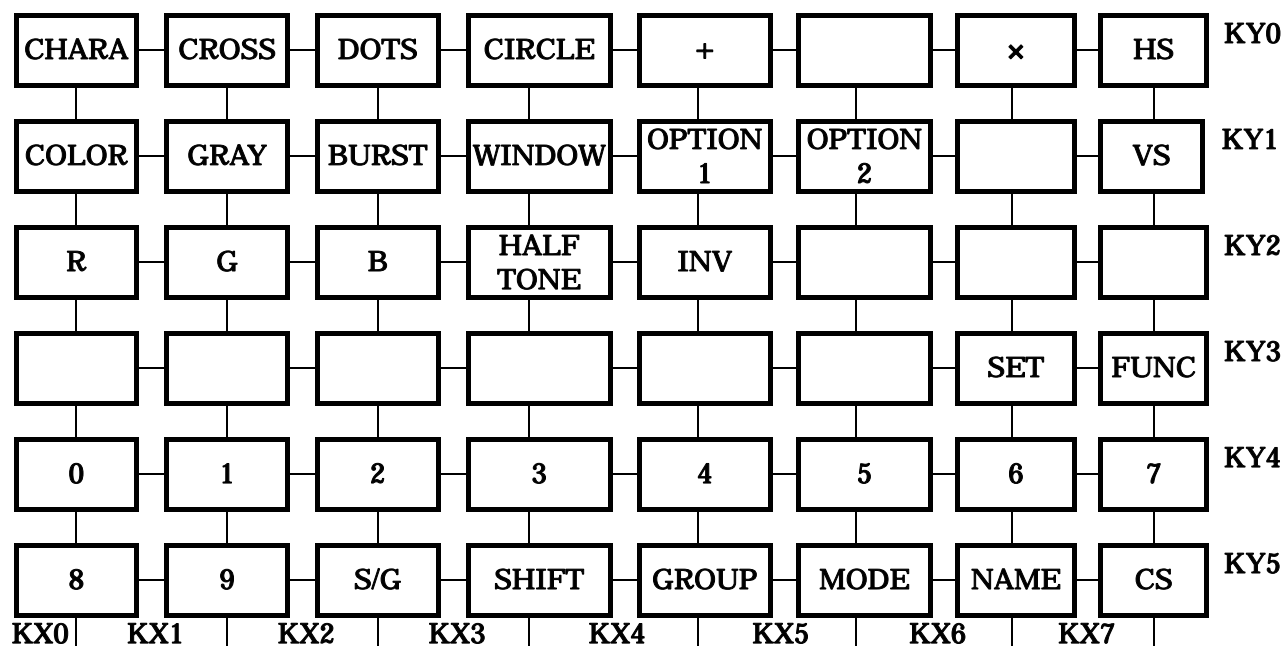 CHARA CROSS DOTS CIRCLE + × HS KY0
COLOR GRAY BURST WINDOW OPTION 1 OPTION 2 VS KY1
R G B HALF TONE INV KY2
SET FUNC KY3
0 1 2 3 4 5 6 7 KY4
8 9 S/G SHIFT GROUP MODE NAME CS KY5
KX0 KX1 KX2 KX3 KX4 KX5 KX6 KX7